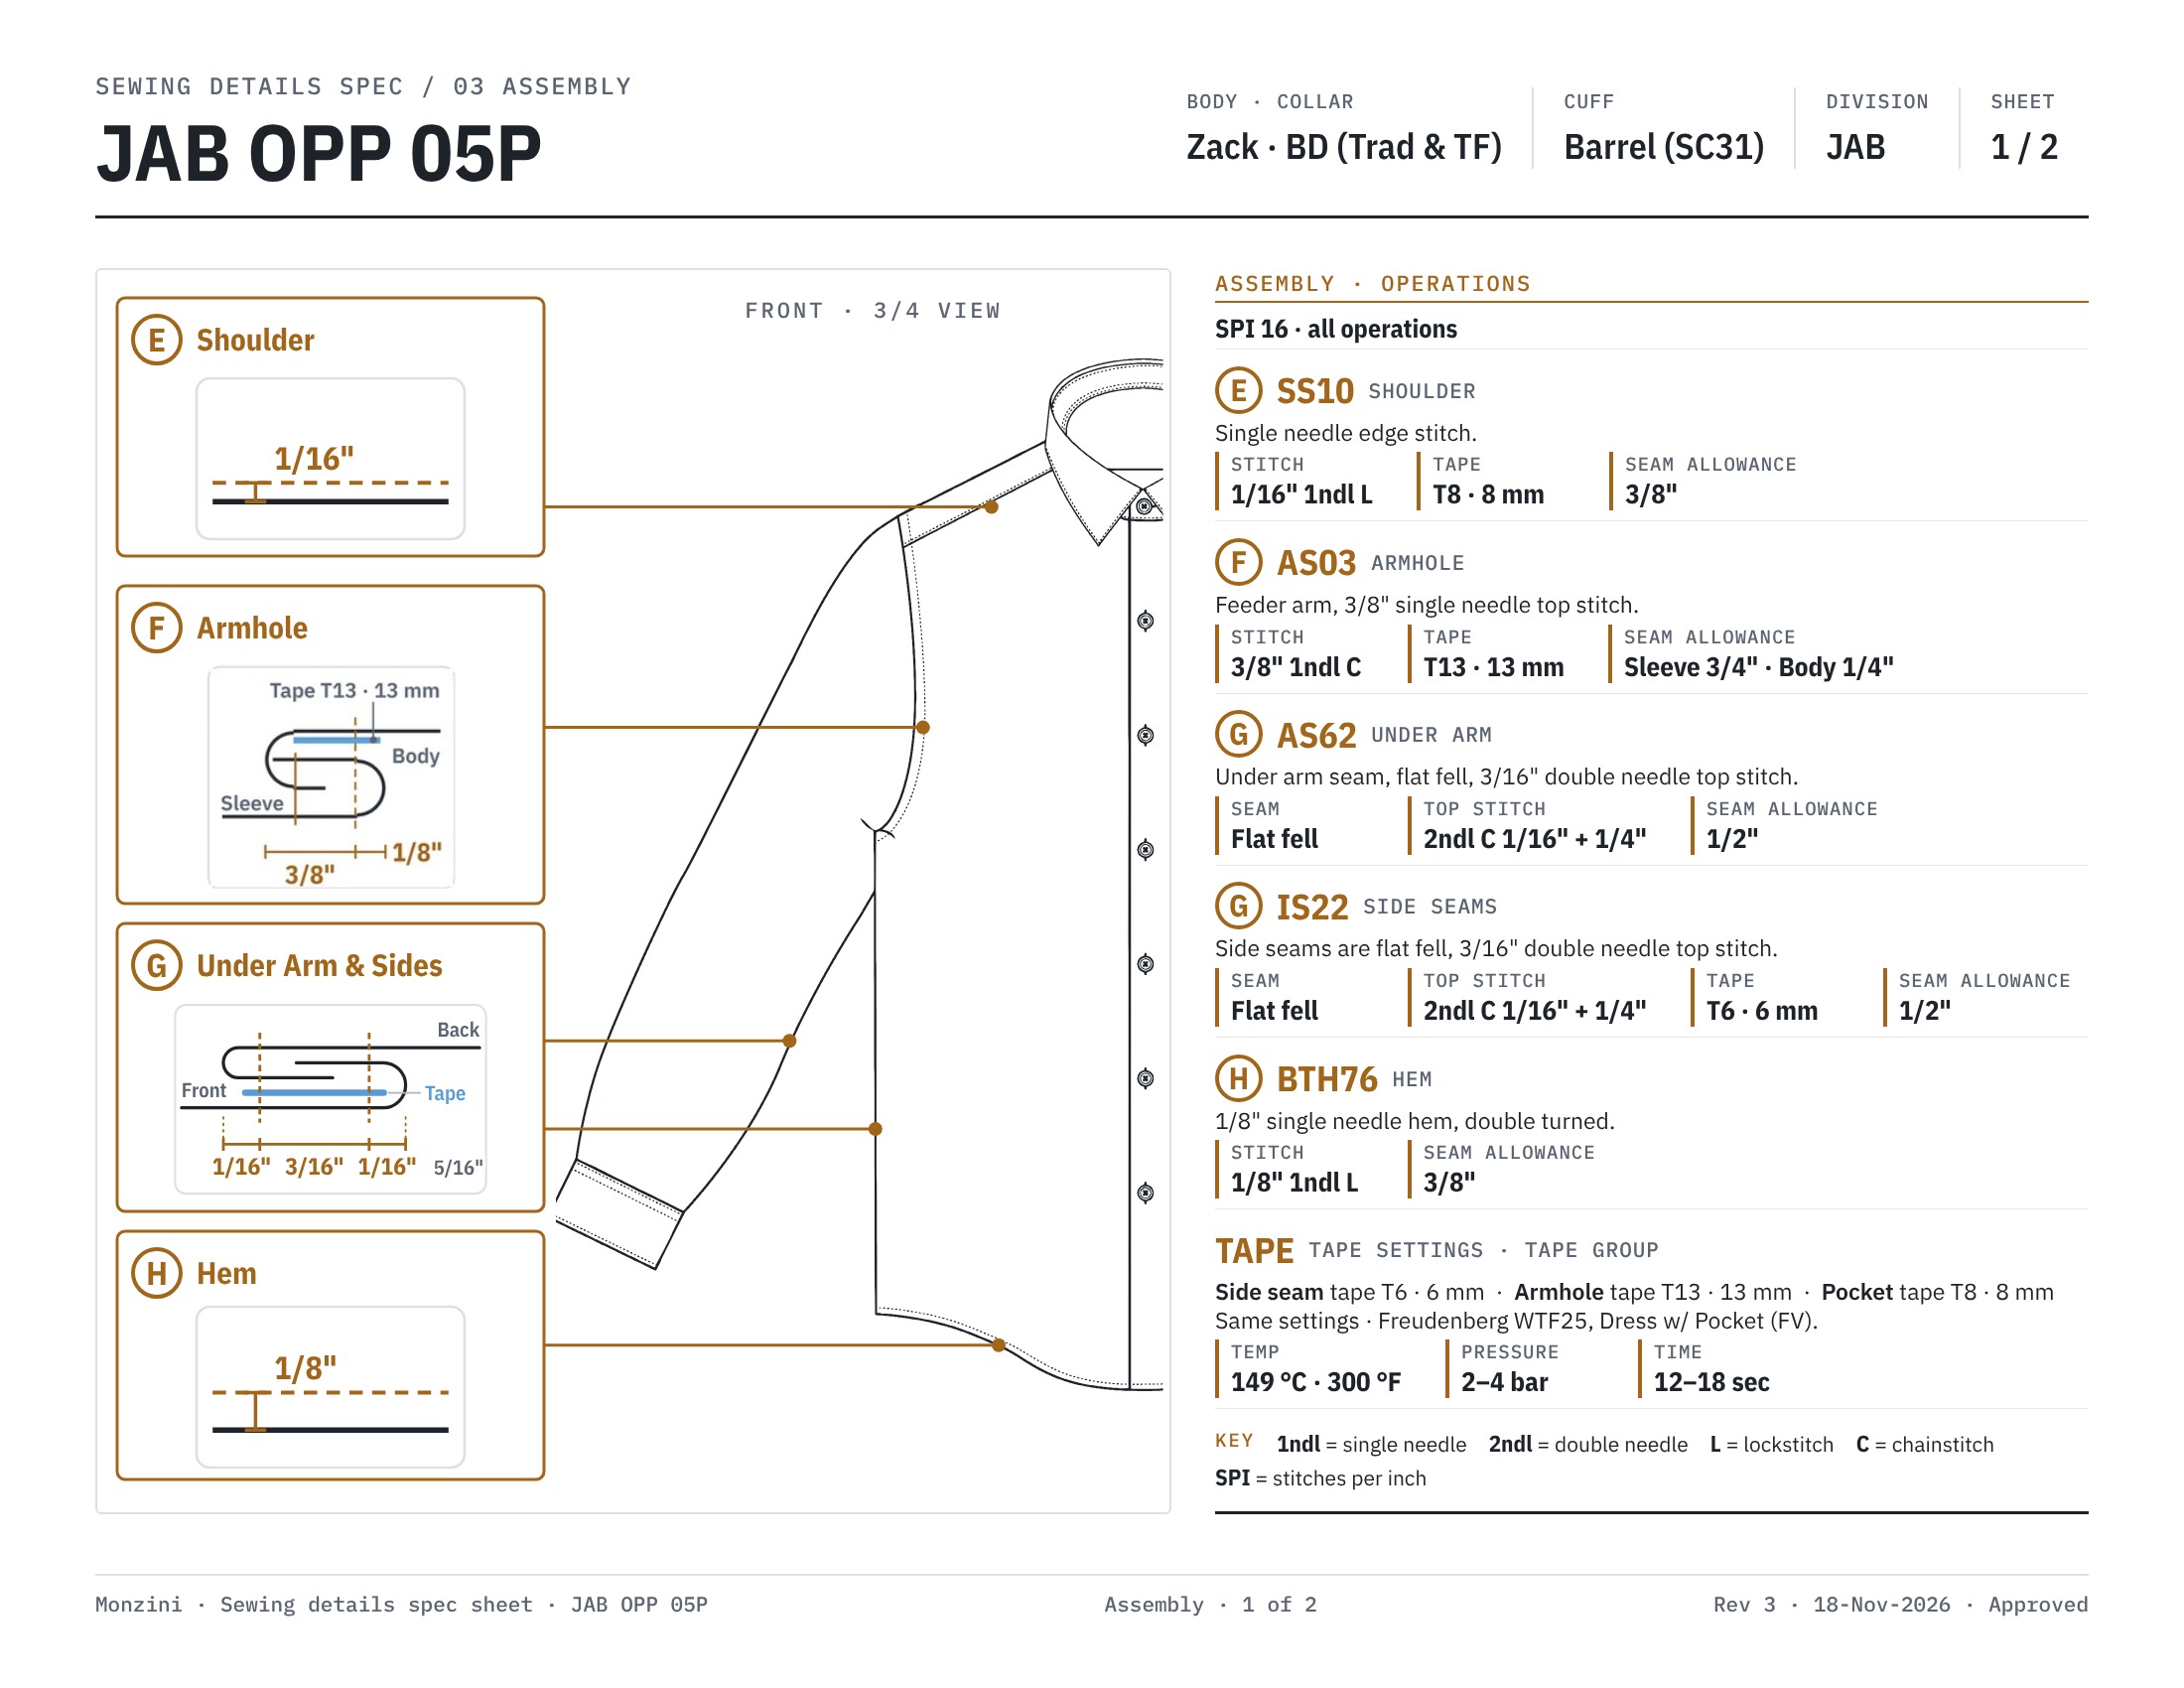 SEWING DETAILS SPEC / 03 ASSEMBLY
JAB OPP 05P
BODY · COLLAR
Zack · BD (Trad & TF)
CUFF
Barrel (SC31)
DIVISION
JAB
SHEET
1 / 2
FRONT · 3/4 VIEW
E Shoulder
1/16"
F Armhole
Tape T13 · 13 mm
Body
Sleeve
1/8"
3/8"
G Under Arm & Sides
Back
Front
Tape
1/16" 3/16" 1/16" 5/16"
H Hem
1/8"
ASSEMBLY · OPERATIONS
SPI 16 · all operations
E SS10 SHOULDER
Single needle edge stitch.
STITCH TAPE SEAM ALLOWANCE
1/16" 1ndl L T8 · 8 mm 3/8"
F AS03 ARMHOLE
Feeder arm, 3/8" single needle top stitch.
STITCH TAPE SEAM ALLOWANCE
3/8" 1ndl C T13 · 13 mm Sleeve 3/4" · Body 1/4"
G AS62 UNDER ARM
Under arm seam, flat fell, 3/16" double needle top stitch.
SEAM TOP STITCH SEAM ALLOWANCE
Flat fell 2ndl C 1/16" + 1/4" 1/2"
G IS22 SIDE SEAMS
Side seams are flat fell, 3/16" double needle top stitch.
SEAM TOP STITCH TAPE SEAM ALLOWANCE
Flat fell 2ndl C 1/16" + 1/4" T6 · 6 mm 1/2"
H BTH76 HEM
1/8" single needle hem, double turned.
STITCH SEAM ALLOWANCE
1/8" 1ndl L 3/8"
TAPE TAPE SETTINGS · TAPE GROUP
Side seam tape T6 · 6 mm · Armhole tape T13 · 13 mm · Pocket tape T8 · 8 mm
Same settings · Freudenberg WTF25, Dress w/ Pocket (FV).
TEMP PRESSURE TIME
149 °C · 300 °F 2–4 bar 12–18 sec
KEY 1ndl = single needle 2ndl = double needle L = lockstitch C = chainstitch
SPI = stitches per inch
Monzini · Sewing details spec sheet · JAB OPP 05P
Assembly · 1 of 2
Rev 3 · 18-Nov-2026 · Approved